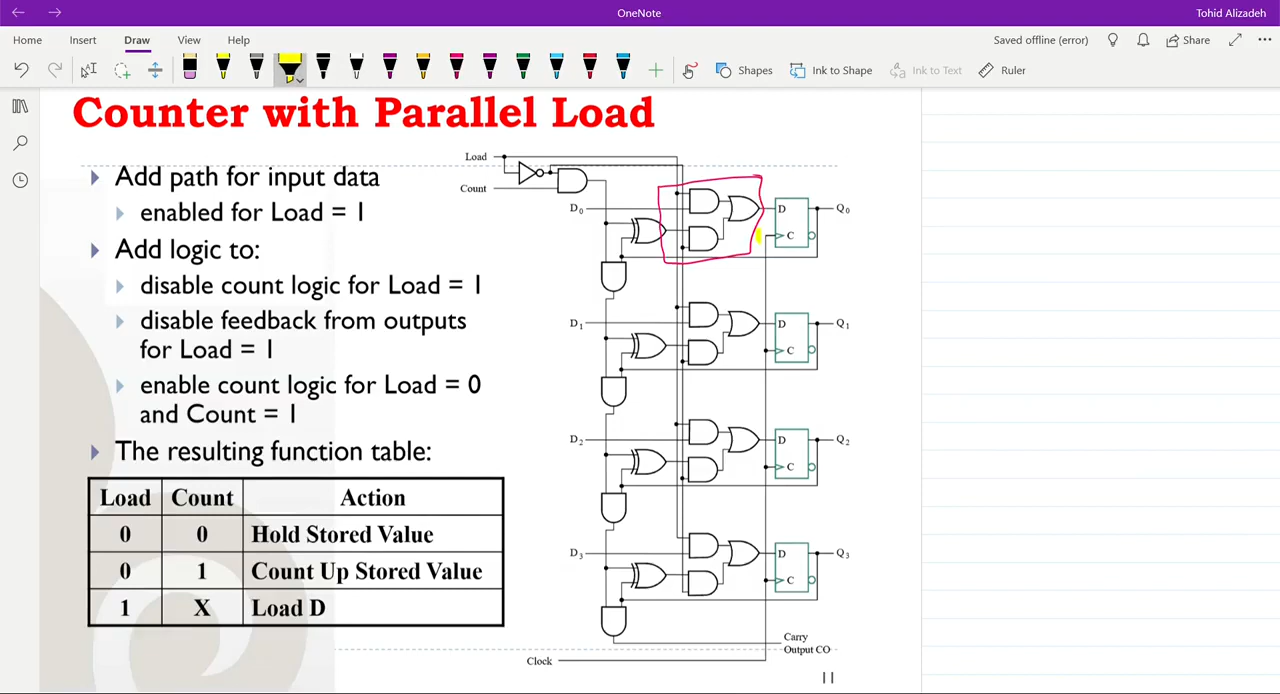 OneNote
Tohid Alizadeh
Home Insert Draw View Help
Saved offline (error)
Share
Shapes
Ink to Shape
Ink to Text
Ruler
Counter with Parallel Load
Add path for input data
enabled for Load = 1
Add logic to:
disable count logic for Load = 1
disable feedback from outputs
for Load = 1
enable count logic for Load = 0
and Count = 1
The resulting function table:
Load Count Action
0 0 Hold Stored Value
0 1 Count Up Stored Value
1 X Load D
Load
Count
D0 D Q0
C
D1 D Q1
C
D2 D Q2
C
D3 D Q3
C
Carry
Output CO
Clock
11